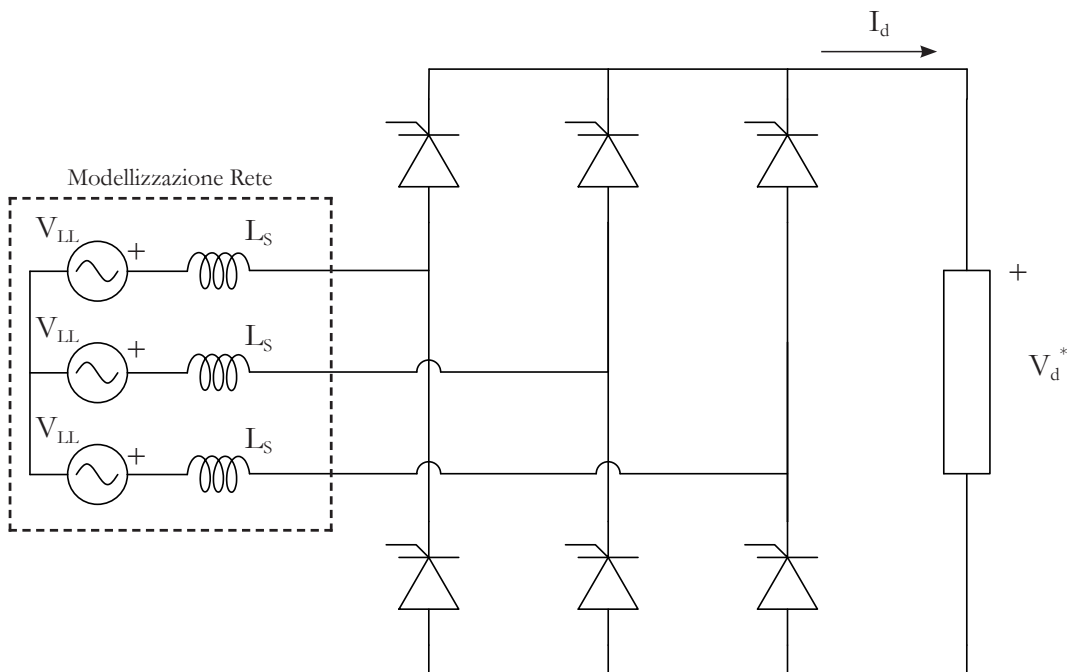 I_d
Modellizzazione Rete
V_LL
+
L_S
V_LL
+
L_S
V_LL
+
L_S
+
V_d^*